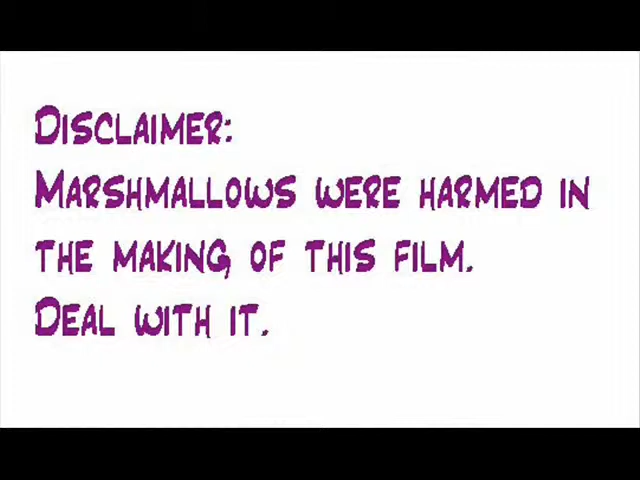 Disclaimer:
Marshmallows were harmed in
the making of this film.
Deal with it.